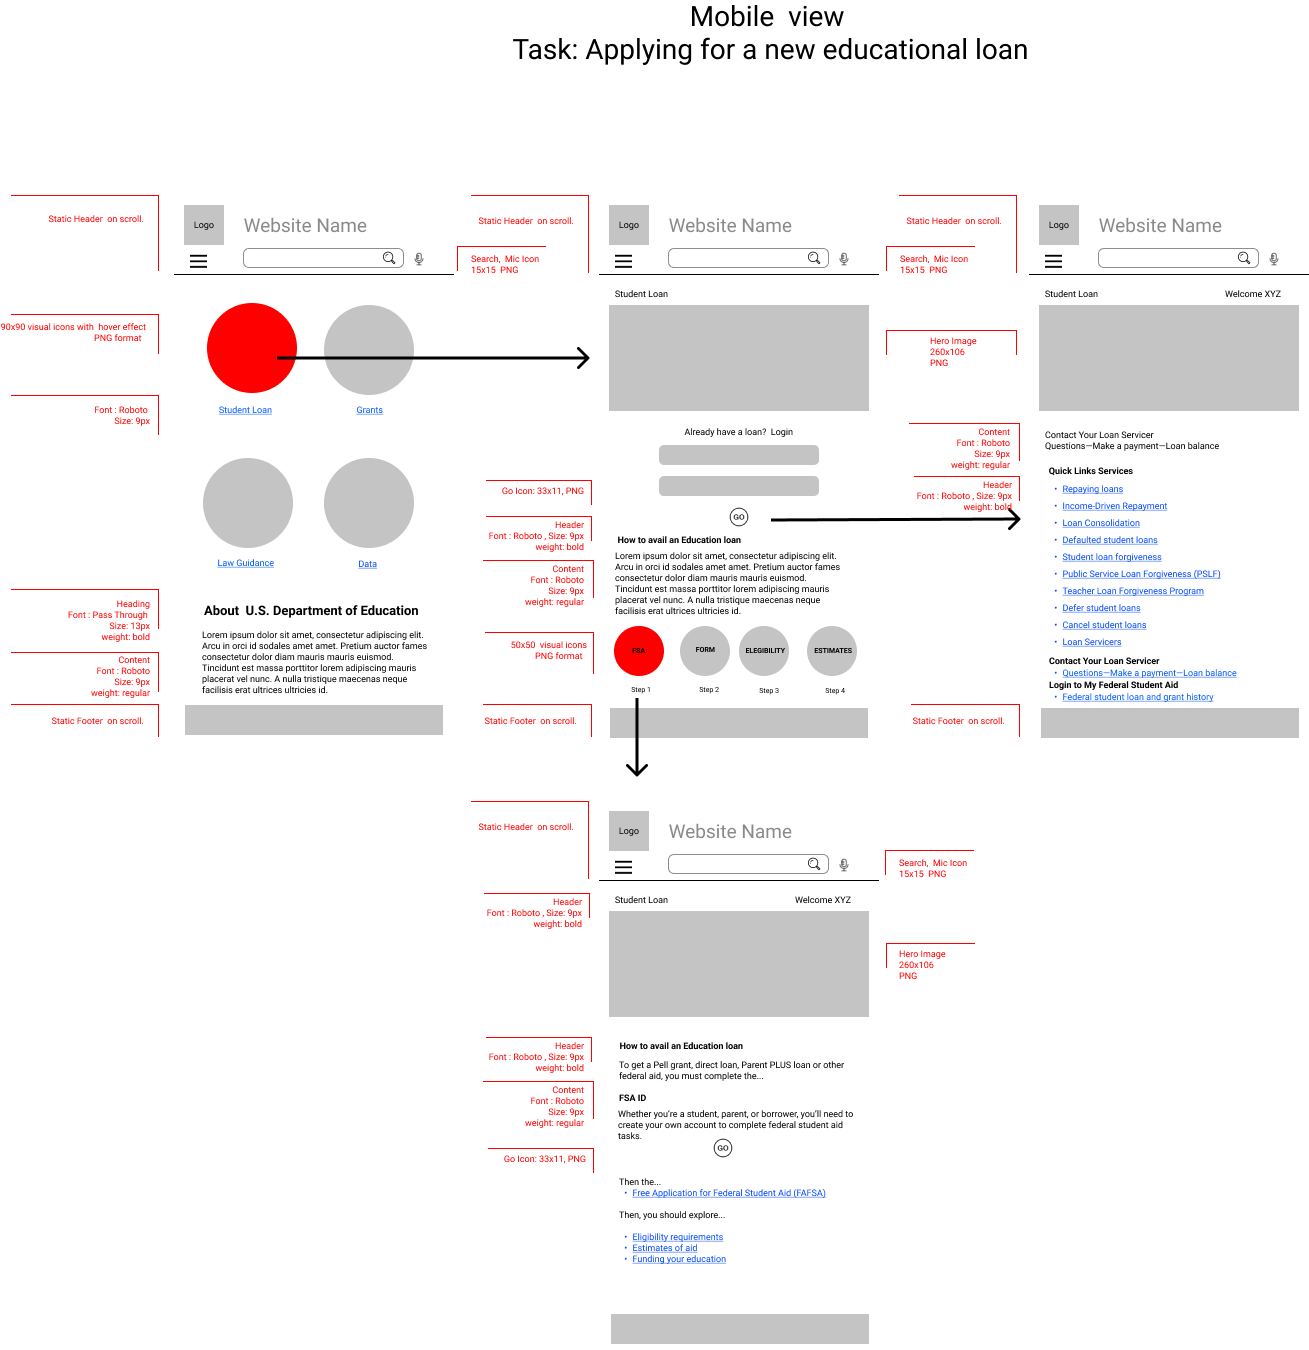 Mobile  view
Task: Applying for a new educational loan
Static Header  on scroll.
90x90 visual icons with  hover effect
PNG format
Font : Roboto
Size: 9px
Heading
Font : Pass Through
Size: 13px
weight: bold
Content
Font : Roboto
Size: 9px
weight: regular
Static Footer  on scroll.
Logo
Website Name
Student Loan
Grants
Law Guidance
Data
About  U.S. Department of Education
Lorem ipsum dolor sit amet, consectetur adipiscing elit.
Arcu in orci id sodales amet amet. Pretium auctor fames
consectetur dolor diam mauris mauris euismod.
Tincidunt est massa porttitor lorem adipiscing mauris
placerat vel nunc. A nulla tristique maecenas neque
facilisis erat ultrices ultricies id.
Static Header  on scroll.
Search,  Mic Icon
15x15  PNG
Go Icon: 33x11, PNG
Header
Font : Roboto , Size: 9px
weight: bold
Content
Font : Roboto
Size: 9px
weight: regular
50x50  visual icons
PNG format
Static Footer  on scroll.
Logo
Website Name
Student Loan
Already have a loan?  Login
GO
How to avail an Education loan
Lorem ipsum dolor sit amet, consectetur adipiscing elit.
Arcu in orci id sodales amet amet. Pretium auctor fames
consectetur dolor diam mauris mauris euismod.
Tincidunt est massa porttitor lorem adipiscing mauris
placerat vel nunc. A nulla tristique maecenas neque
facilisis erat ultrices ultricies id.
FSA
FORM
ELEGIBILITY
ESTIMATES
Step 1
Step 2
Step 3
Step 4
Static Header  on scroll.
Search,  Mic Icon
15x15  PNG
Hero Image
260x106
PNG
Content
Font : Roboto
Size: 9px
weight: regular
Header
Font : Roboto , Size: 9px
weight: bold
Static Footer  on scroll.
Logo
Website Name
Student Loan
Welcome XYZ
Contact Your Loan Servicer
Questions—Make a payment—Loan balance
Quick Links Services
• Repaying loans
• Income-Driven Repayment
• Loan Consolidation
• Defaulted student loans
• Student loan forgiveness
• Public Service Loan Forgiveness (PSLF)
• Teacher Loan Forgiveness Program
• Defer student loans
• Cancel student loans
• Loan Servicers
Contact Your Loan Servicer
• Questions—Make a payment—Loan balance
Login to My Federal Student Aid
• Federal student loan and grant history
Static Header  on scroll.
Header
Font : Roboto , Size: 9px
weight: bold
Header
Font : Roboto , Size: 9px
weight: bold
Content
Font : Roboto
Size: 9px
weight: regular
Go Icon: 33x11, PNG
Logo
Website Name
Student Loan
Welcome XYZ
How to avail an Education loan
To get a Pell grant, direct loan, Parent PLUS loan or other
federal aid, you must complete the...
FSA ID
Whether you’re a student, parent, or borrower, you’ll need to
create your own account to complete federal student aid
tasks.
GO
Then the...
• Free Application for Federal Student Aid (FAFSA)
Then, you should explore...
• Eligibility requirements
• Estimates of aid
• Funding your education
Search,  Mic Icon
15x15  PNG
Hero Image
260x106
PNG